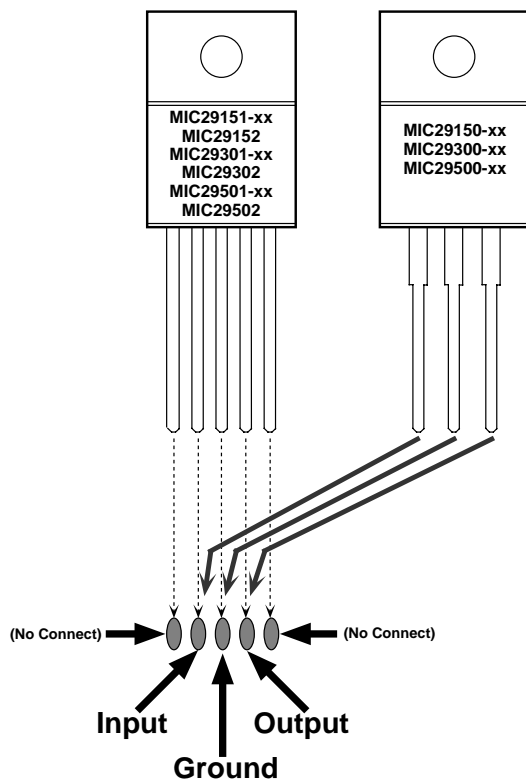 MIC29151-xx
MIC29152
MIC29301-xx
MIC29302
MIC29501-xx
MIC29502
MIC29150-xx
MIC29300-xx
MIC29500-xx
(No Connect)
(No Connect)
Input
Output
Ground